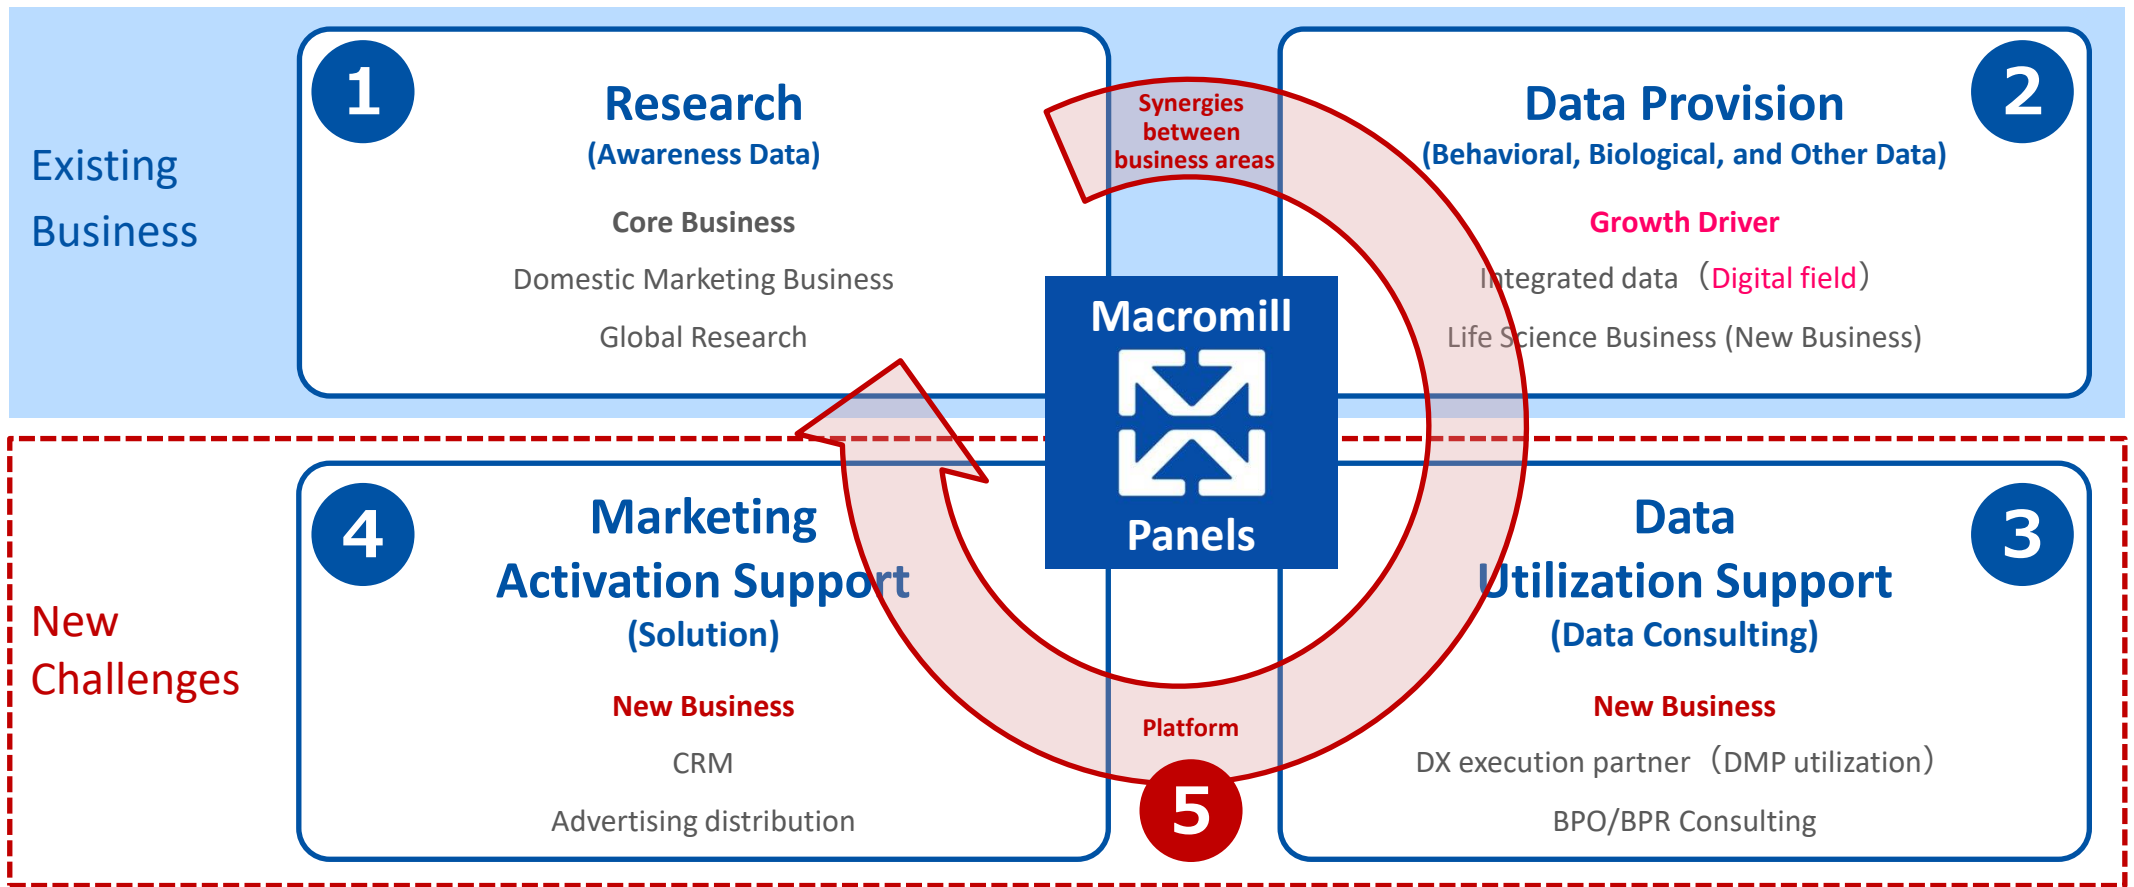 Existing
Business
1
Research
(Awareness Data)
Core Business
Domestic Marketing Business
Global Research
Synergies
between
business areas
2
Data Provision
(Behavioral, Biological, and Other Data)
Growth Driver
Integrated data （Digital field）
Life Science Business (New Business)
Macromill
Panels
New
Challenges
4
Marketing
Activation Support
(Solution)
New Business
CRM
Advertising distribution
Platform
5
3
Data
Utilization Support
(Data Consulting)
New Business
DX execution partner （DMP utilization）
BPO/BPR Consulting